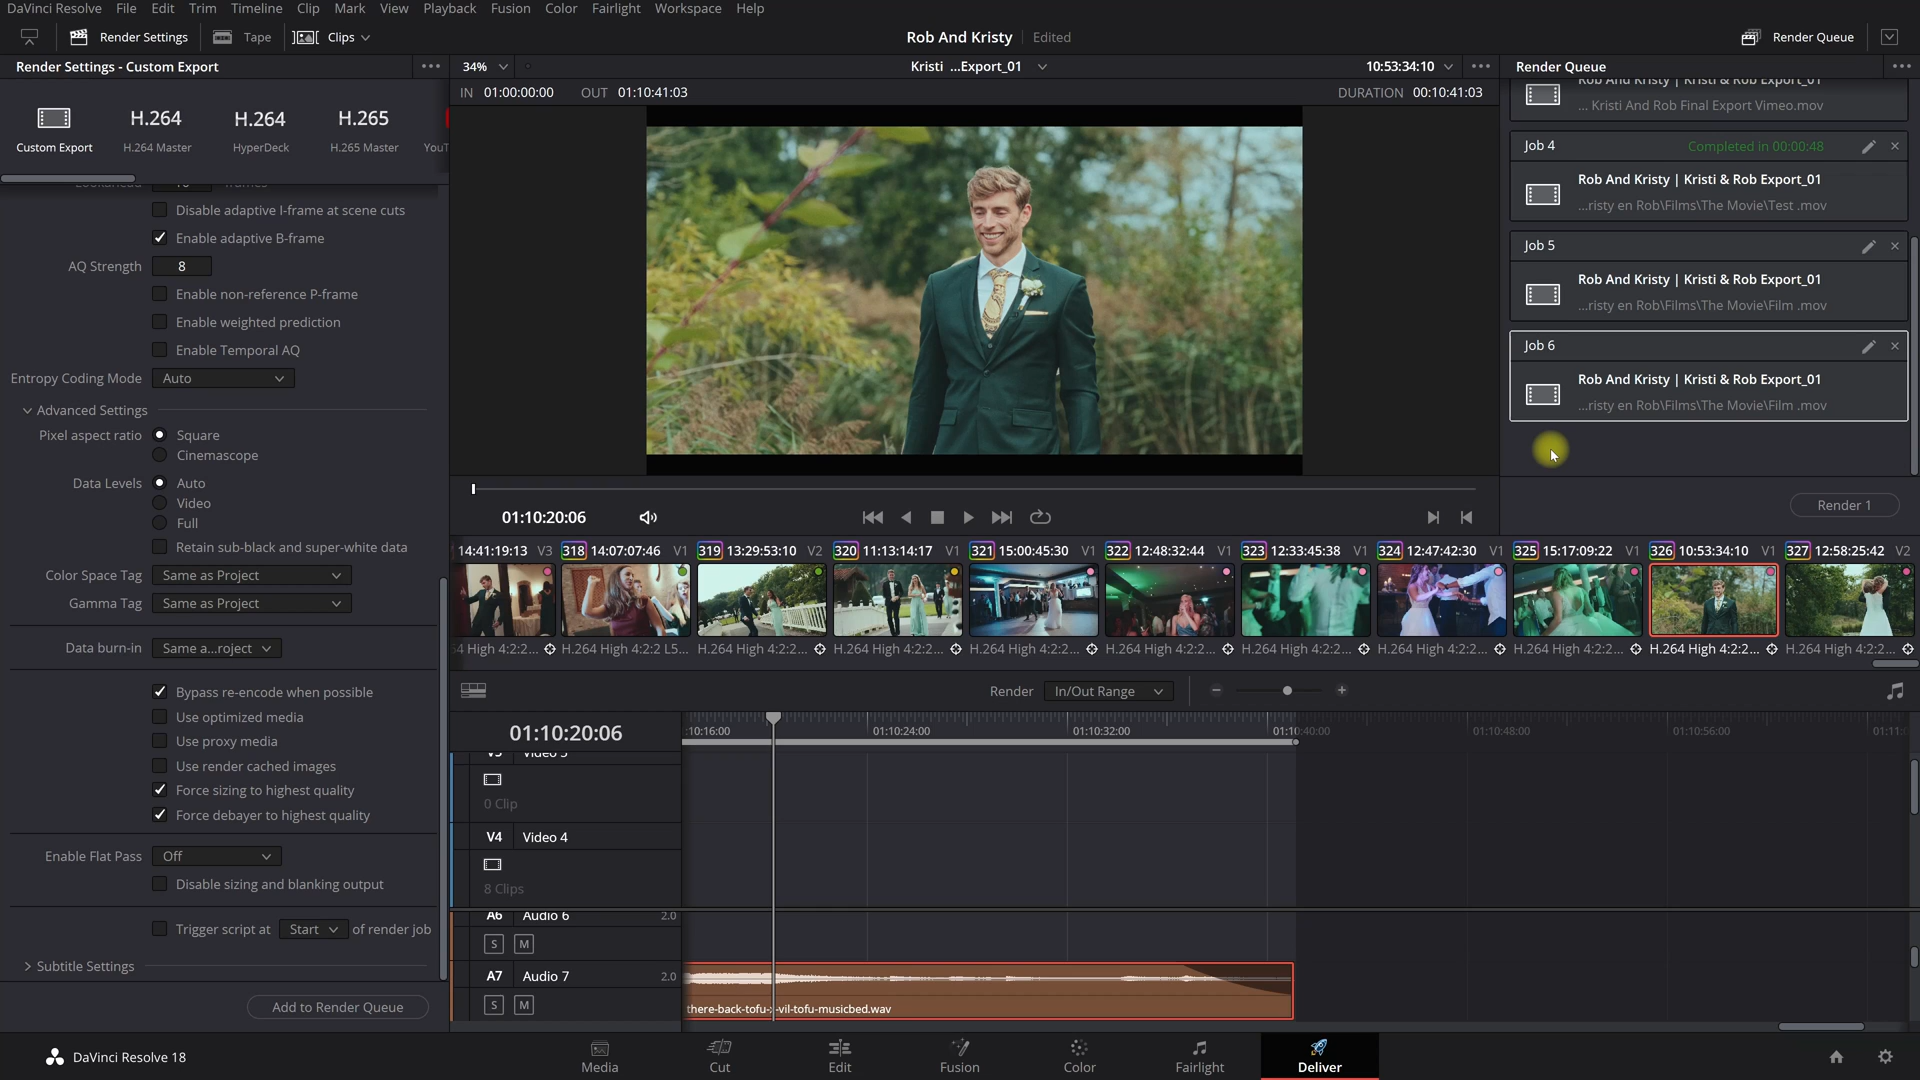 DaVinci Resolve File Edit Trim Timeline Clip Mark View Playback Fusion Color Fairlight Workspace Help
Render Settings Tape Clips Rob And Kristy Edited Render Queue
Render Settings - Custom Export
34% Kristi ...Export_01 10:53:34:10
Render Queue
IN 01:00:00:00 OUT 01:10:41:03 DURATION 00:10:41:03
H.264 H.264 H.265
Custom Export H.264 Master HyperDeck H.265 Master YouT
Lookahead 16 frames
Disable adaptive I-frame at scene cuts
Enable adaptive B-frame
AQ Strength 8
Enable non-reference P-frame
Enable weighted prediction
Enable Temporal AQ
Entropy Coding Mode Auto
Advanced Settings
Pixel aspect ratio Square
Cinemascope
Data Levels Auto
Video
Full
Retain sub-black and super-white data
Color Space Tag Same as Project
Gamma Tag Same as Project
Data burn-in Same a...roject
Bypass re-encode when possible
Use optimized media
Use proxy media
Use render cached images
Force sizing to highest quality
Force debayer to highest quality
Enable Flat Pass Off
Disable sizing and blanking output
Trigger script at Start of render job
Subtitle Settings
Add to Render Queue
Rob And Kristy | Kristi & Rob Export_01
... Kristi And Rob Final Export Vimeo.mov
Job 4 Completed in 00:00:48
Rob And Kristy | Kristi & Rob Export_01
...risty en Rob\Films\The Movie\Test .mov
Job 5
Rob And Kristy | Kristi & Rob Export_01
...risty en Rob\Films\The Movie\Film .mov
Job 6
Rob And Kristy | Kristi & Rob Export_01
...risty en Rob\Films\The Movie\Film .mov
Render 1
01:10:20:06
14:41:19:13 V3 318 14:07:07:46 V1 319 13:29:53:10 V2 320 11:13:14:17 V1 321 15:00:45:30 V1 322 12:48:32:44 V1 323 12:33:45:38 V1 324 12:47:42:30 V1 325 15:17:09:22 V1 326 10:53:34:10 V1 327 12:58:25:42 V2
64 High 4:2:2... H.264 High 4:2:2 L5... H.264 High 4:2:2... H.264 High 4:2:2... H.264 High 4:2:2... H.264 High 4:2:2... H.264 High 4:2:2... H.264 High 4:2:2... H.264 High 4:2:2... H.264 High 4:2:2... H.264 High 4:2:2...
Render In/Out Range
01:10:20:06
:10:16:00 01:10:24:00 01:10:32:00 01:10:40:00 01:10:48:00 01:10:56:00 01:11:
V3 Video 3
0 Clip
V4 Video 4
8 Clips
A6 Audio 6 2.0
S M
A7 Audio 7 2.0
S M
there-back-tofu-x-vil-tofu-musicbed.wav
DaVinci Resolve 18
Media Cut Edit Fusion Color Fairlight Deliver